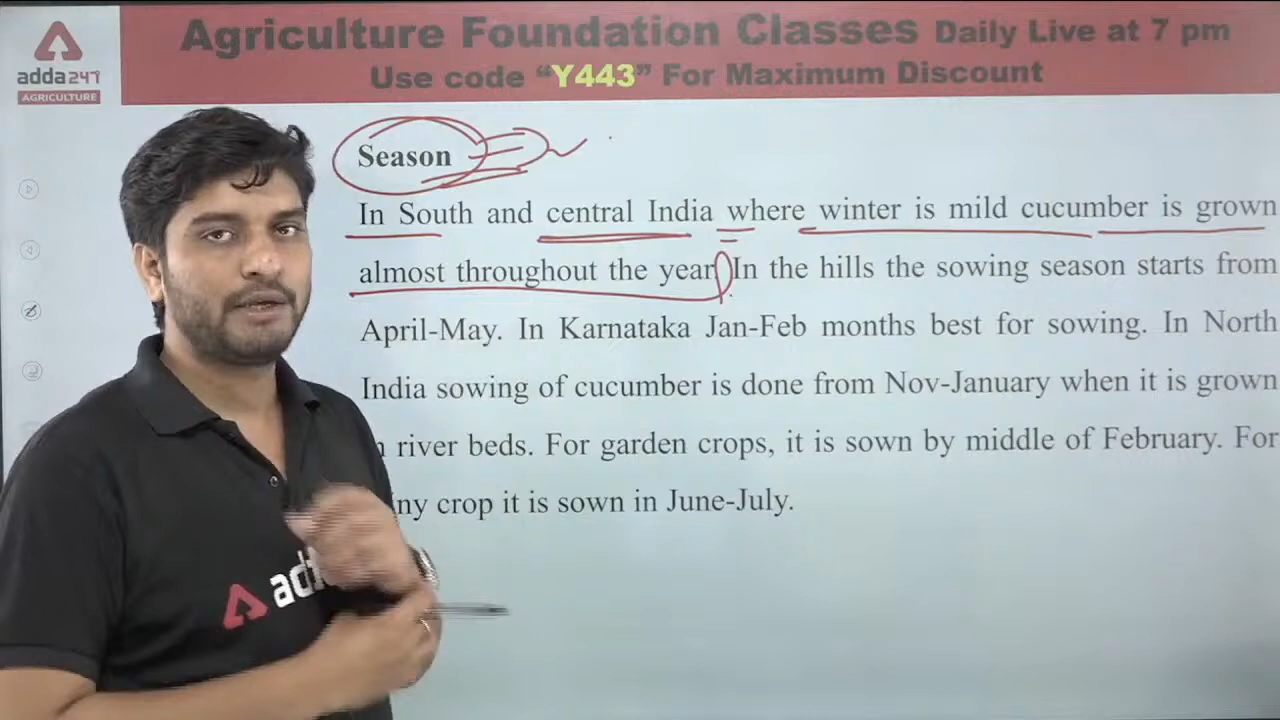 Agriculture Foundation Classes Daily Live at 7 pm
adda247
AGRICULTURE
Use code “Y443” For Maximum Discount
Season
In South and central India where winter is mild cucumber is grown
almost throughout the year. In the hills the sowing season starts from
April-May. In Karnataka Jan-Feb months best for sowing. In North
India sowing of cucumber is done from Nov-January when it is grown
river beds. For garden crops, it is sown by middle of February. For
crop it is sown in June-July.